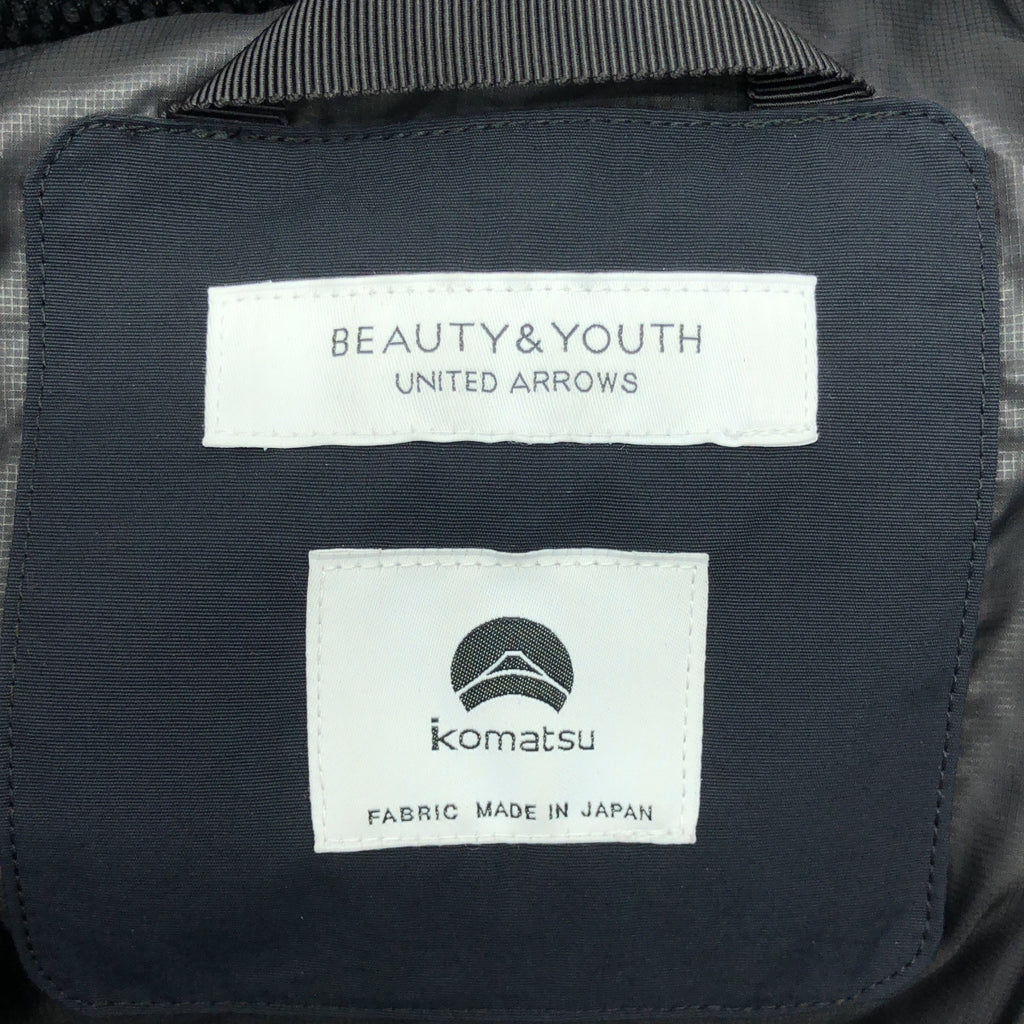 BEAUTY&YOUTH
UNITED ARROWS
komatsu
FABRIC MADE IN JAPAN